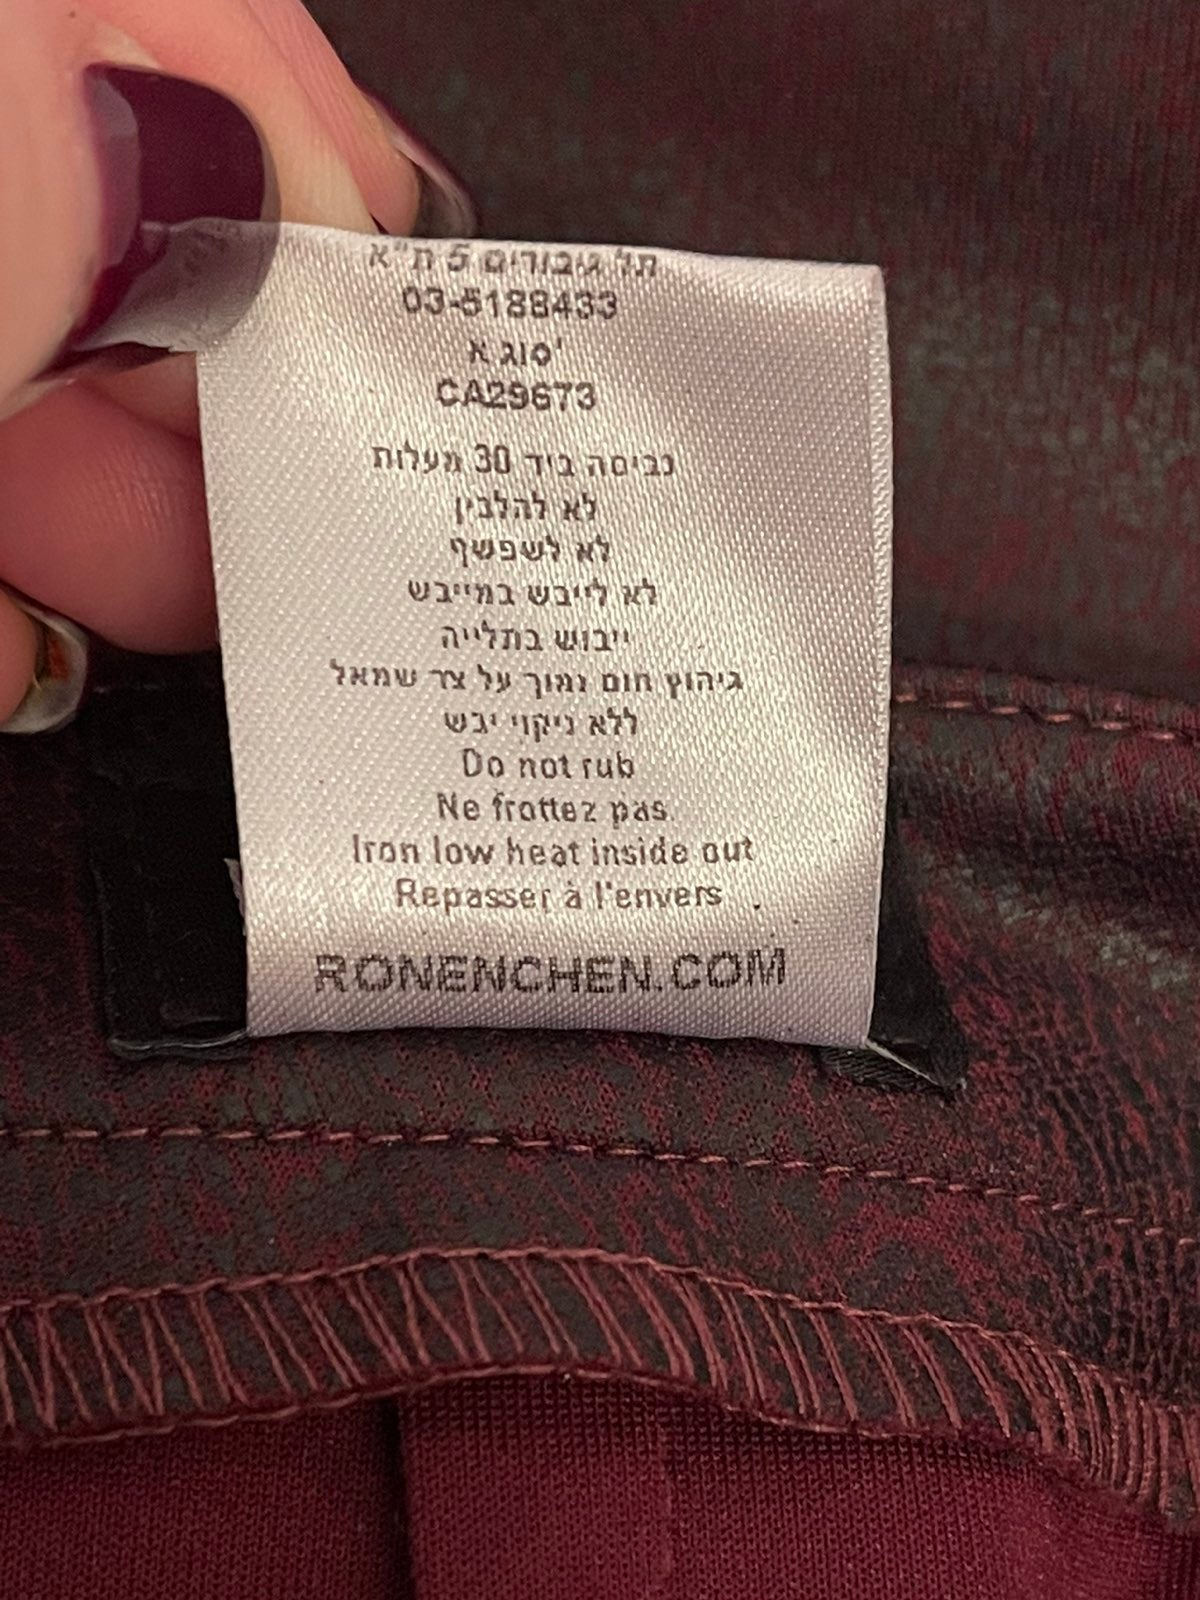 תל גיבורים 5 ת"א
03-5188433
סוג א'
CA29673
כביסה ביד 30 מעלות
לא להלבין
לא לשפשף
לא לייבש במייבש
ייבוש בתלייה
גיהוץ חום נמוך על צד שמאל
ללא ניקוי יבש
Do not rub
Ne frottez pas.
Iron low heat inside out
Repasser à l'envers
RONENCHEN.COM